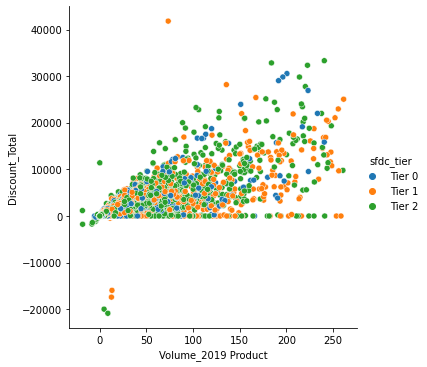 40000
30000
20000
10000
0
−10000
−20000
Discount_Total
0
50
100
150
200
250
Volume_2019 Product
sfdc_tier
Tier 0
Tier 1
Tier 2